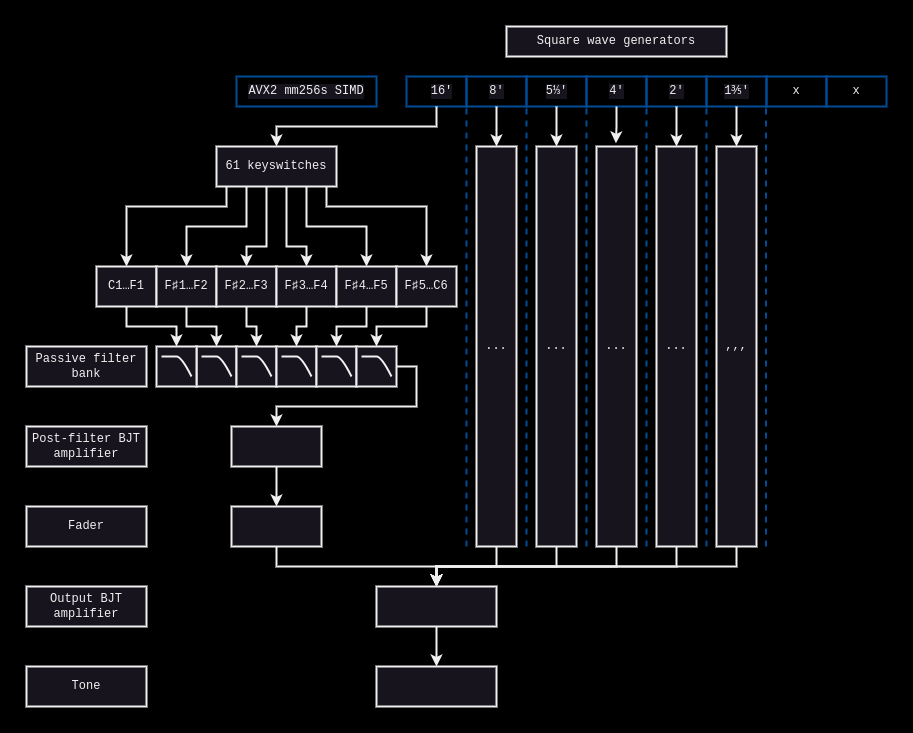 Square wave generators
AVX2 mm256s SIMD
16'
8'
5⅓'
4'
2'
1⅗'
x
x
61 keyswitches
C1…F1
F♯1…F2
F♯2…F3
F♯3…F4
F♯4…F5
F♯5…C6
Passive filter
bank
...
...
...
...
,,,
Post-filter BJT
amplifier
Fader
Output BJT
amplifier
Tone